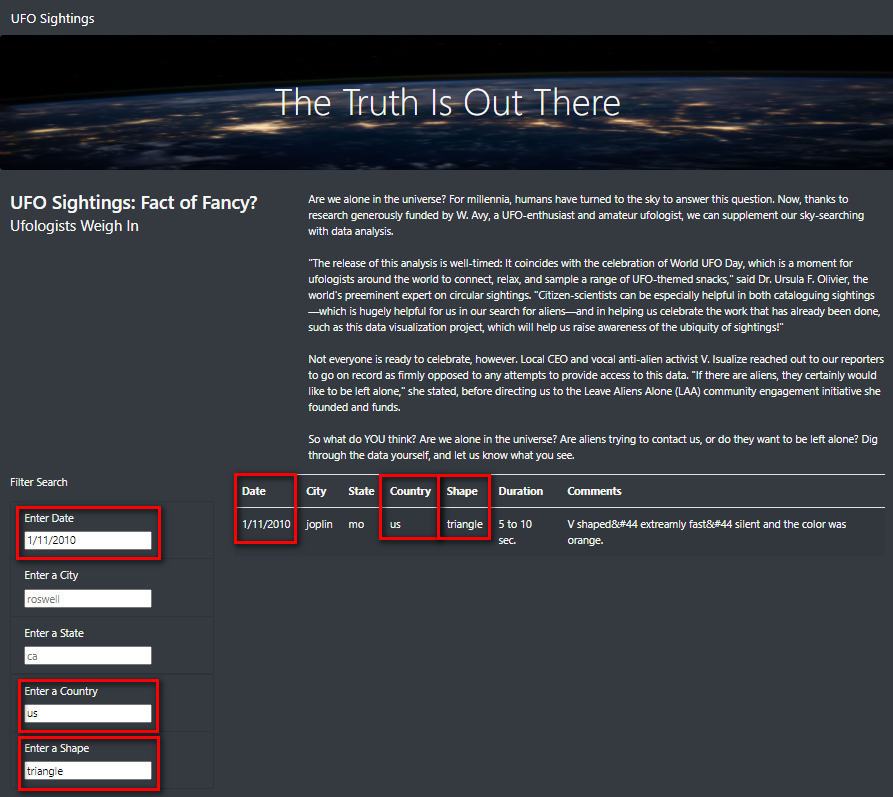 UFO Sightings
The Truth Is Out There
UFO Sightings: Fact of Fancy?
Ufologists Weigh In
Are we alone in the universe? For millennia, humans have turned to the sky to answer this question. Now, thanks to
research generously funded by W. Avy, a UFO-enthusiast and amateur ufologist, we can supplement our sky-searching
with data analysis.
"The release of this analysis is well-timed: It coincides with the celebration of World UFO Day, which is a moment for
ufologists around the world to connect, relax, and sample a range of UFO-themed snacks," said Dr. Ursula F. Olivier, the
world's preeminent expert on circular sightings. "Citizen-scientists can be especially helpful in both cataloguing sightings
—which is hugely helpful for us in our search for aliens—and in helping us celebrate the work that has already been done,
such as this data visualization project, which will help us raise awareness of the ubiquity of sightings!"
Not everyone is ready to celebrate, however. Local CEO and vocal anti-alien activist V. Isualize reached out to our reporters
to go on record as firmly opposed to any attempts to provide access to this data. "If there are aliens, they certainly would
like to be left alone," she stated, before directing us to the Leave Aliens Alone (LAA) community engagement initiative she
founded and funds.
So what do YOU think? Are we alone in the universe? Are aliens trying to contact us, or do they want to be left alone? Dig
through the data yourself, and let us know what you see.
Filter Search
Enter Date
1/11/2010
Enter a City
roswell
Enter a State
ca
Enter a Country
us
Enter a Shape
triangle
Date City State Country Shape Duration Comments
1/11/2010 joplin mo us triangle 5 to 10 V shaped&#44 extreamly fast&#44 silent and the color was
sec. orange.